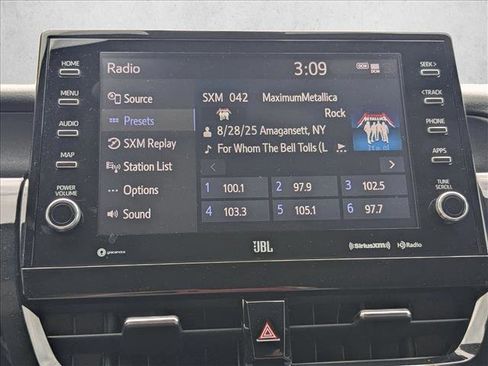 HOME
MENU
AUDIO
MAP
POWER
VOLUME
Radio
3:09
DCM
SEEK>
<TRACK
PHONE
APPS
TUNE
SCROLL
Source
Presets
SXM Replay
Station List
Options
Sound
SXM 042 MaximumMetallica
Rock
8/28/25 Amagansett, NY
For Whom The Bell Tolls (L
1 100.1
2 97.9
3 102.5
4 103.3
5 105.1
6 97.7
gracenote
JBL
SiriusXM
HD Radio